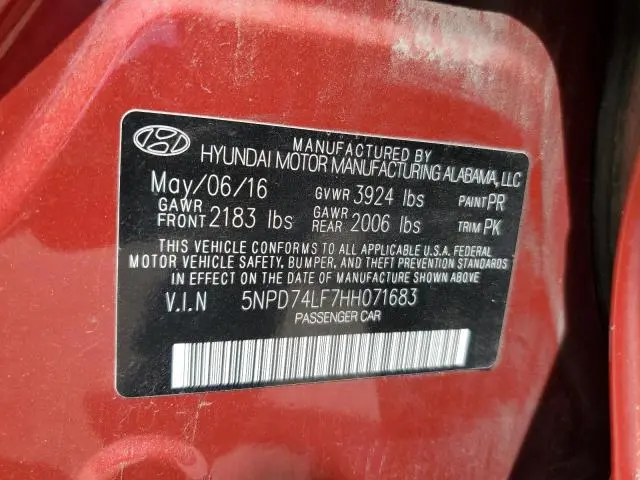 MANUFACTURED BY
HYUNDAI MOTOR MANUFACTURING ALABAMA, LLC
May/06/16 GVWR 3924 lbs PAINT PR
GAWR FRONT 2183 lbs GAWR REAR 2006 lbs TRIM PK
THIS VEHICLE CONFORMS TO ALL APPLICABLE U.S.A. FEDERAL
MOTOR VEHICLE SAFETY, BUMPER, AND THEFT PREVENTION STANDARDS
IN EFFECT ON THE DATE OF MANUFACTURE SHOWN ABOVE
V.I.N 5NPD74LF7HH071683
PASSENGER CAR